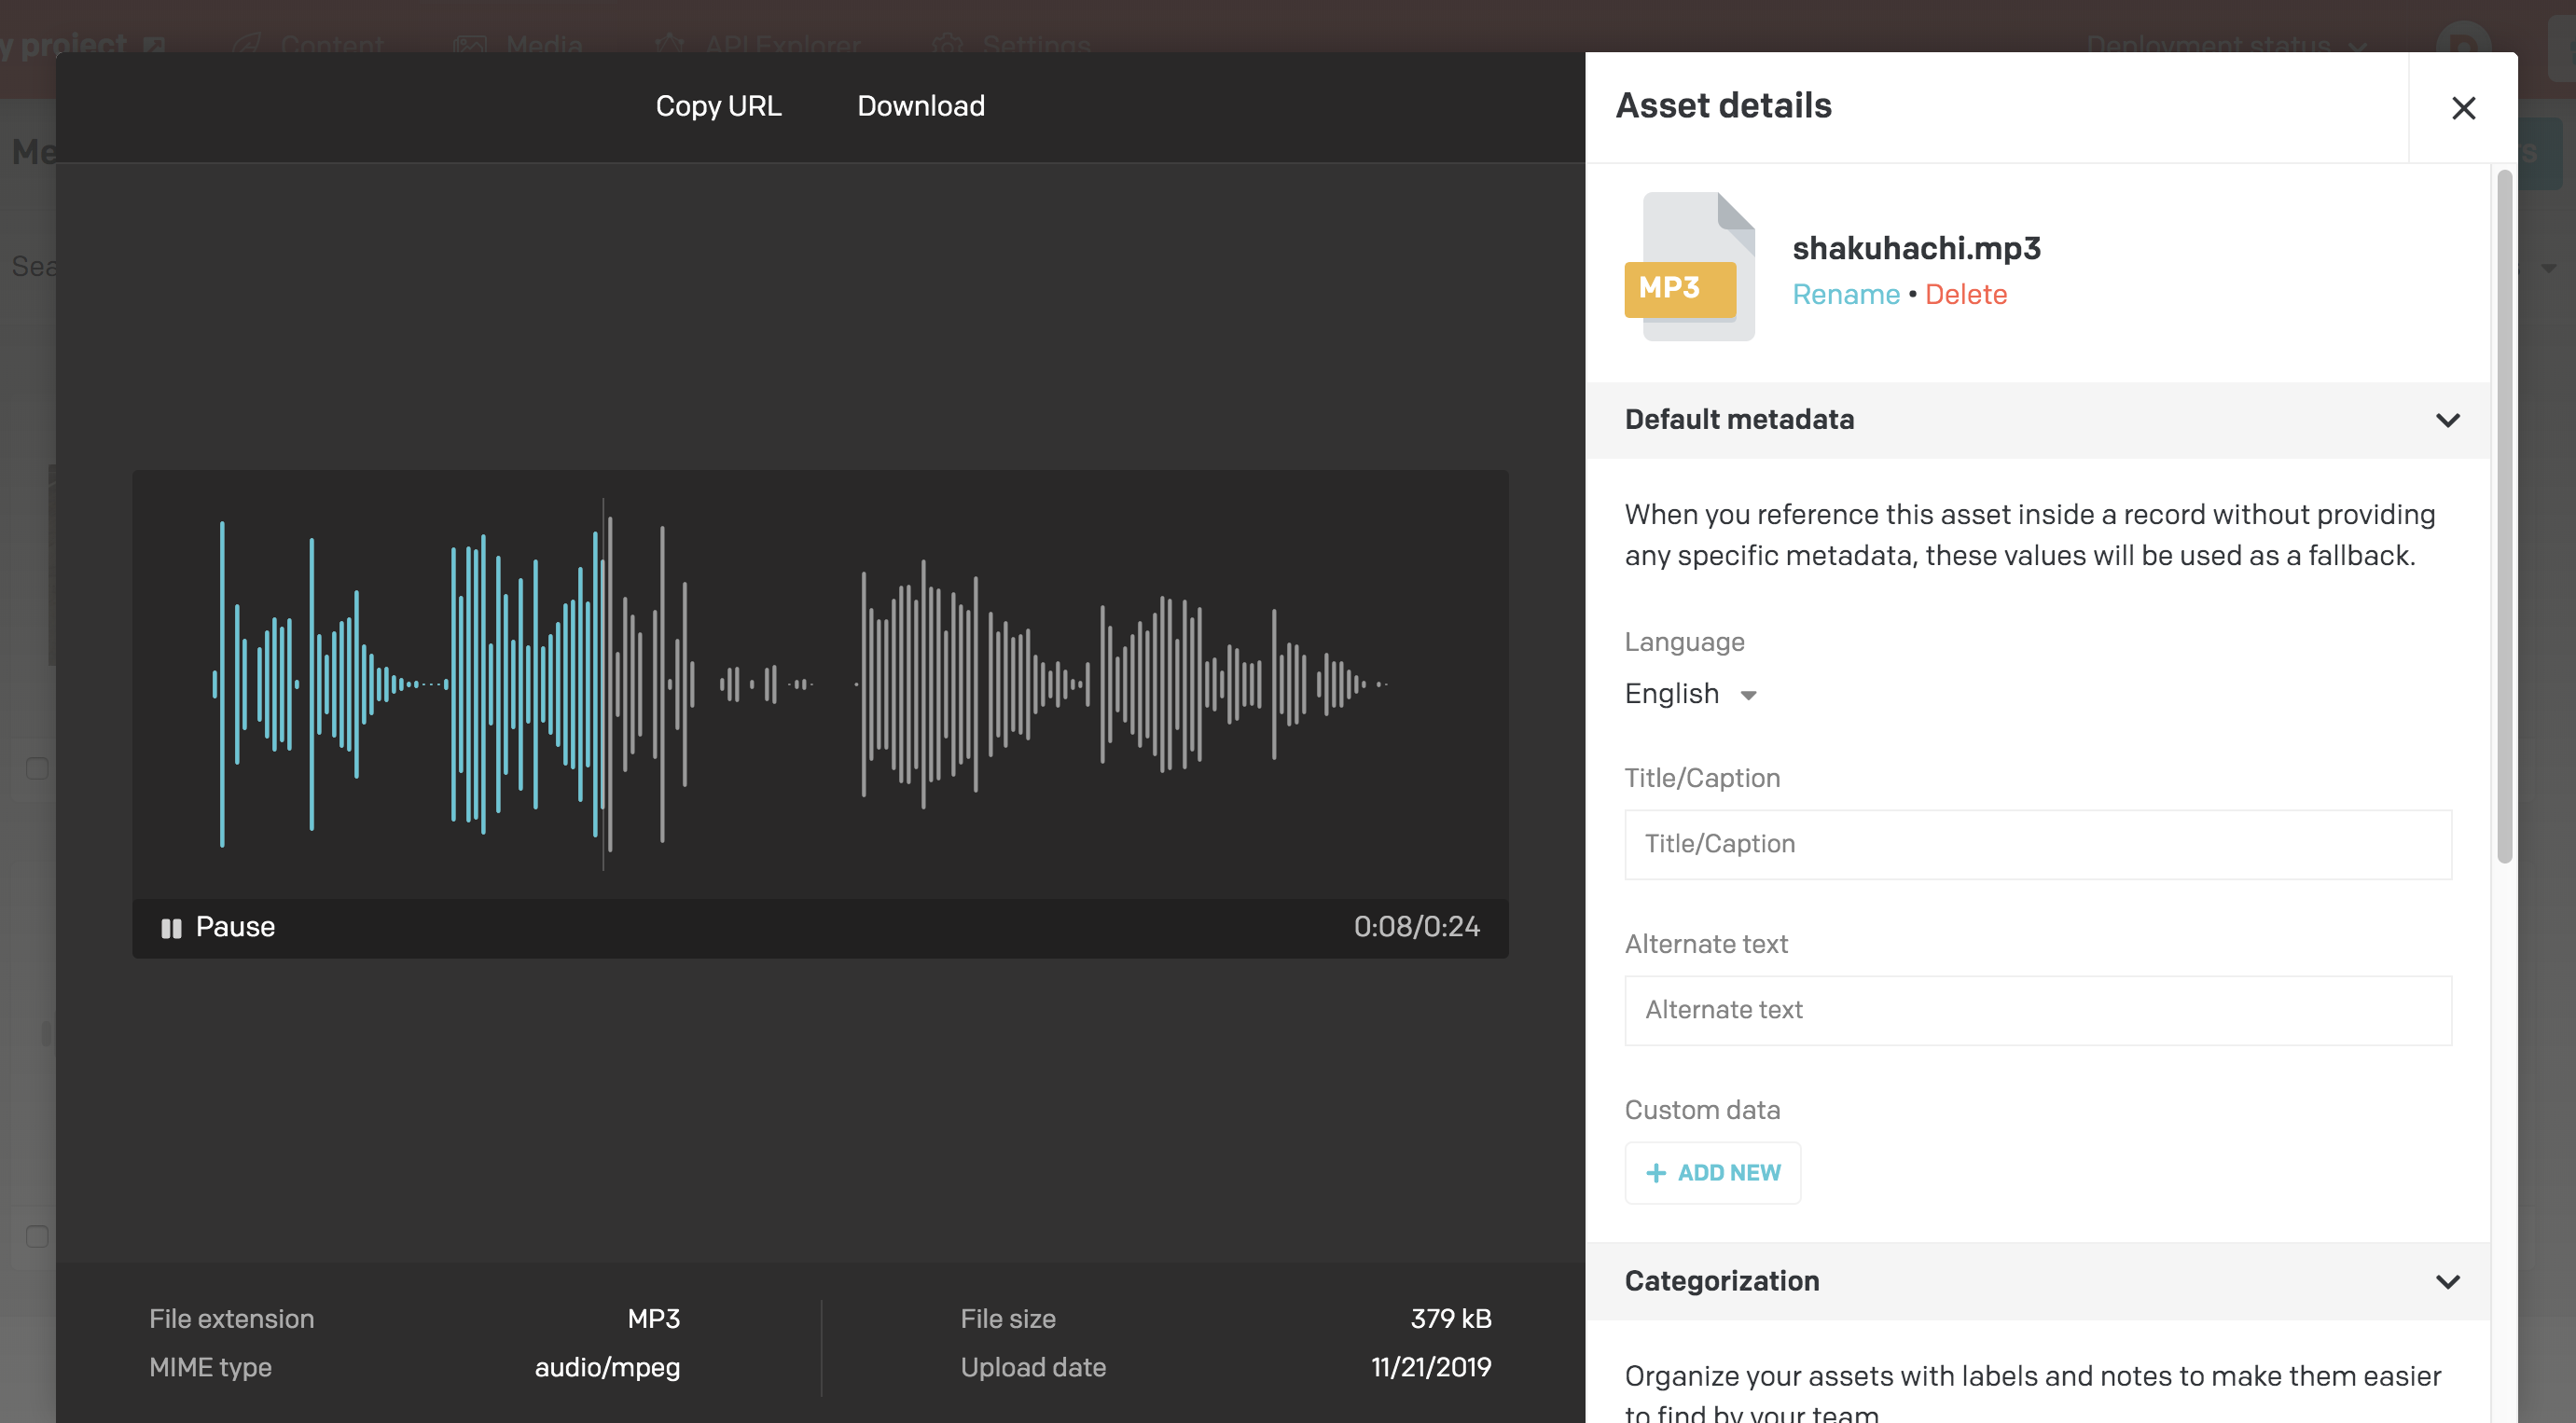 y project
Content
Media
API Explorer
Settings
Deployment status
Me
Sea
Copy URL
Download
Asset details
MP3
shakuhachi.mp3
Rename • Delete
Default metadata
When you reference this asset inside a record without providing
any specific metadata, these values will be used as a fallback.
Language
English
Title/Caption
Title/Caption
Alternate text
Alternate text
Custom data
+ ADD NEW
Pause
0:08/0:24
Categorization
Organize your assets with labels and notes to make them easier
to find by your team
File extension
MP3
MIME type
audio/mpeg
File size
379 kB
Upload date
11/21/2019